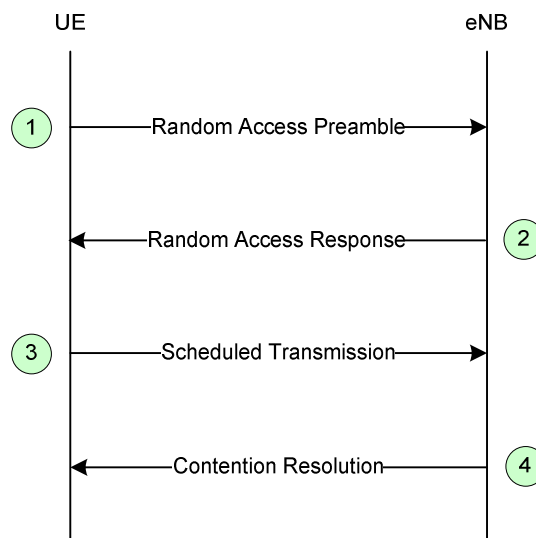 UE
eNB
1
Random Access Preamble
Random Access Response
2
3
Scheduled Transmission
Contention Resolution
4